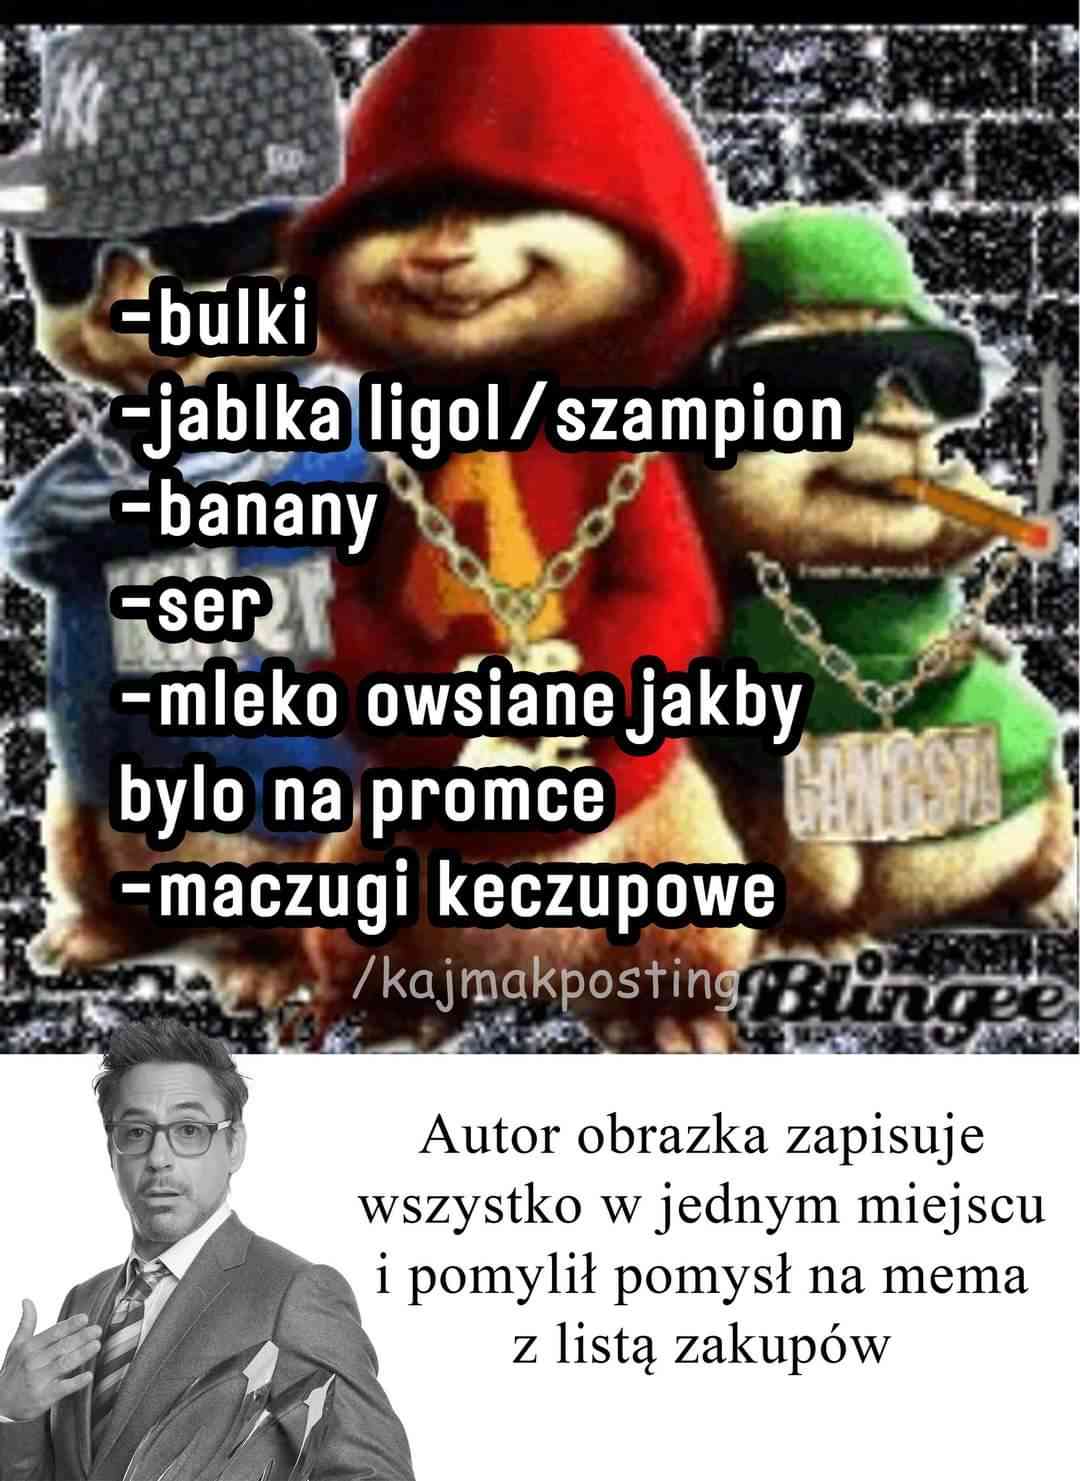 -bulki
-jablka ligol/szampion
-banany
-ser
-mleko owsiane jakby
bylo na promce
-maczugi keczupowe
/kajmakposting
Blingee
GANGSTA
Autor obrazka zapisuje
wszystko w jednym miejscu
i pomylił pomysł na mema
z listą zakupów